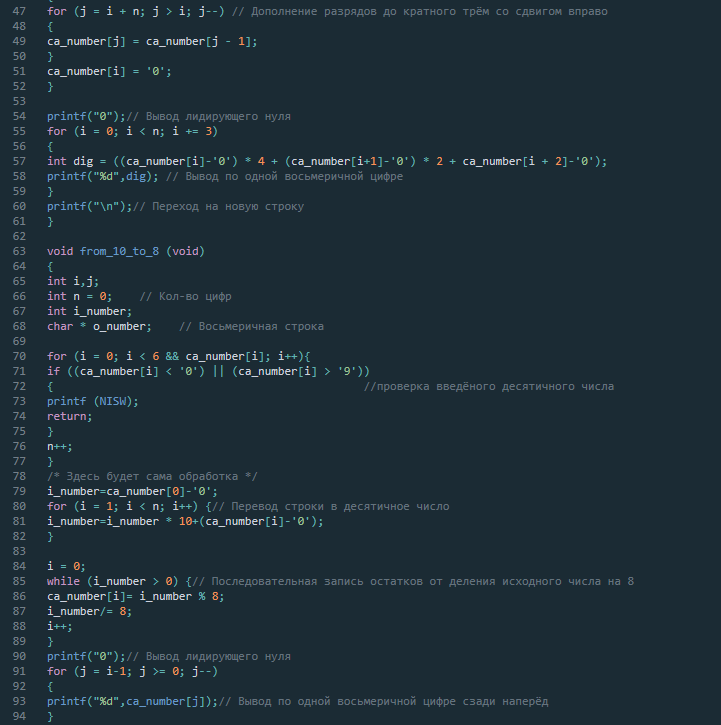 47 for (j = i + n; j > i; j--) // Дополнение разрядов до кратного трём со сдвигом вправо
48 {
49 ca_number[j] = ca_number[j - 1];
50 }
51 ca_number[i] = '0';
52 }
53
54 printf("0");// Вывод лидирующего нуля
55 for (i = 0; i < n; i += 3)
56 {
57 int dig = ((ca_number[i]-'0') * 4 + (ca_number[i+1]-'0') * 2 + ca_number[i + 2]-'0');
58 printf("%d",dig); // Вывод по одной восьмеричной цифре
59 }
60 printf("\n");// Переход на новую строку
61 }
62
63 void from_10_to_8 (void)
64 {
65 int i,j;
66 int n = 0;    // Кол-во цифр
67 int i_number;
68 char * o_number;    // Восьмеричная строка
69
70 for (i = 0; i < 6 && ca_number[i]; i++){
71 if ((ca_number[i] < '0') || (ca_number[i] > '9'))
72 {                                              //проверка введёного десятичного числа
73 printf (NISW);
74 return;
75 }
76 n++;
77 }
78 /* Здесь будет сама обработка */
79 i_number=ca_number[0]-'0';
80 for (i = 1; i < n; i++) {// Перевод строки в десятичное число
81 i_number=i_number * 10+(ca_number[i]-'0');
82 }
83
84 i = 0;
85 while (i_number > 0) {// Последовательная запись остатков от деления исходного числа на 8
86 ca_number[i]= i_number % 8;
87 i_number/= 8;
88 i++;
89 }
90 printf("0");// Вывод лидирующего нуля
91 for (j = i-1; j >= 0; j--)
92 {
93 printf("%d",ca_number[j]);// Вывод по одной восьмеричной цифре сзади наперёд
94 }